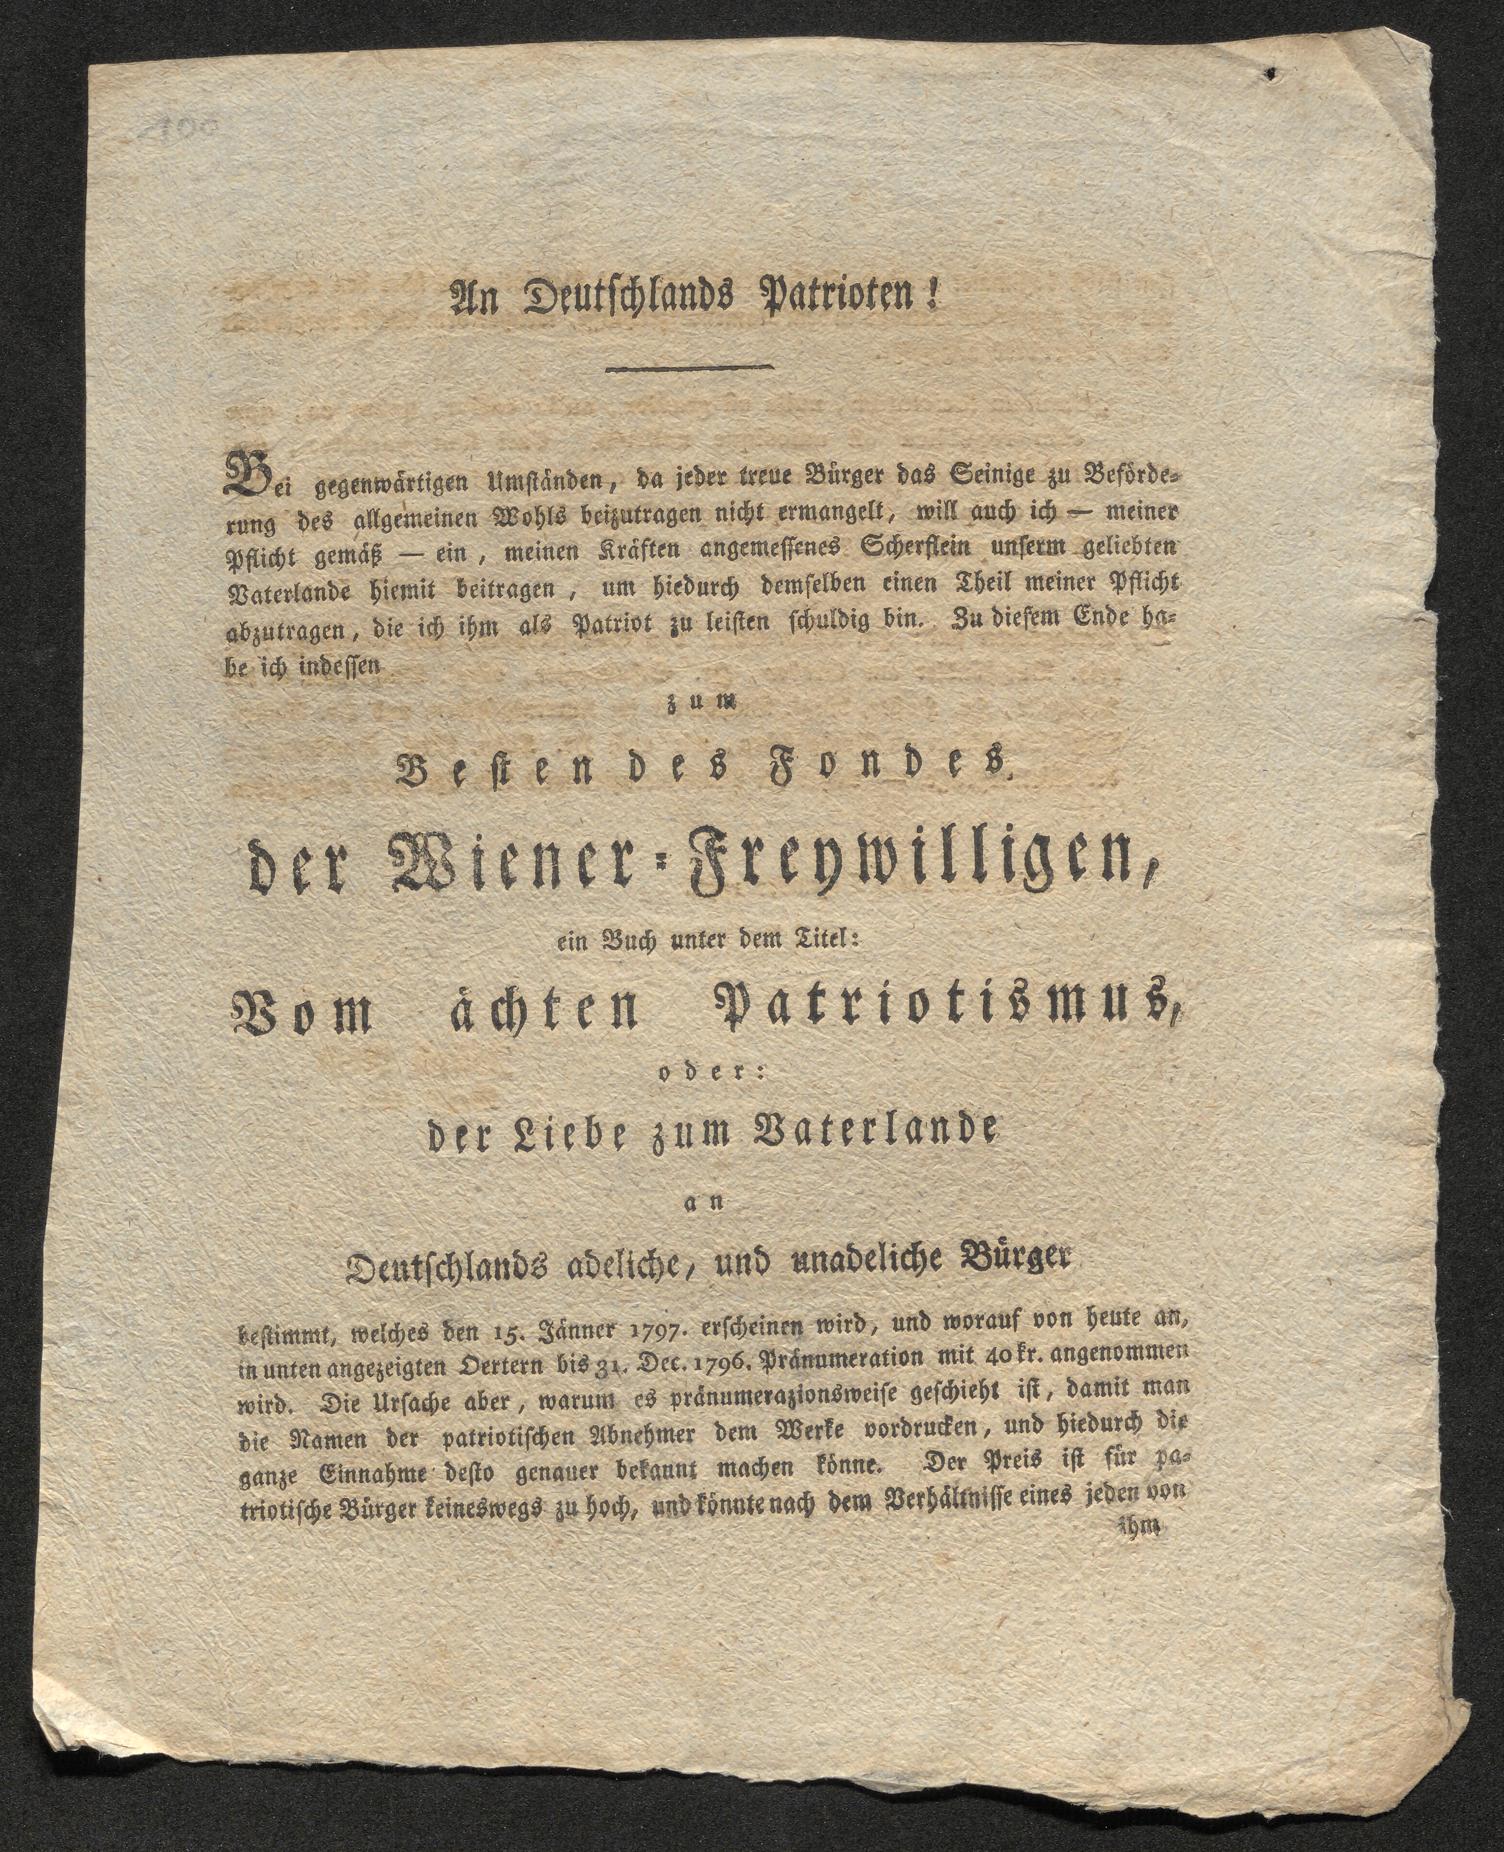 100
An Deutschlands Patrioten!
Bei gegenwärtigen Umständen, da jeder treue Bürger das Seinige zu Beförde-
rung des allgemeinen Wohls beizutragen nicht ermangelt, will auch ich — meiner
Pflicht gemäß — ein, meinen Kräften angemessenes Scherflein unserm geliebten
Vaterlande hiemit beitragen, um hiedurch demselben einen Theil meiner Pflicht
abzutragen, die ich ihm als Patriot zu leisten schuldig bin. Zu diesem Ende ha-
be ich indessen
zum
Besten des Fondes
der Wiener-Freywilligen,
ein Buch unter dem Titel:
Vom ächten Patriotismus,
oder:
der Liebe zum Vaterlande
an
Deutschlands adeliche, und unadeliche Bürger
bestimmt, welches den 15. Jänner 1797. erscheinen wird, und worauf von heute an,
in unten angezeigten Oertern bis 31. Dec. 1796. Pränumeration mit 40 kr. angenommen
wird. Die Ursache aber, warum es pränumerazionsweise geschieht ist, damit man
die Namen der patriotischen Abnehmer dem Werke vordrucken, und hiedurch die
ganze Einnahme desto genauer bekannt machen könne. Der Preis ist für pa-
triotische Bürger keineswegs zu hoch, und könnte nach dem Verhältnisse eines jeden von
ihm